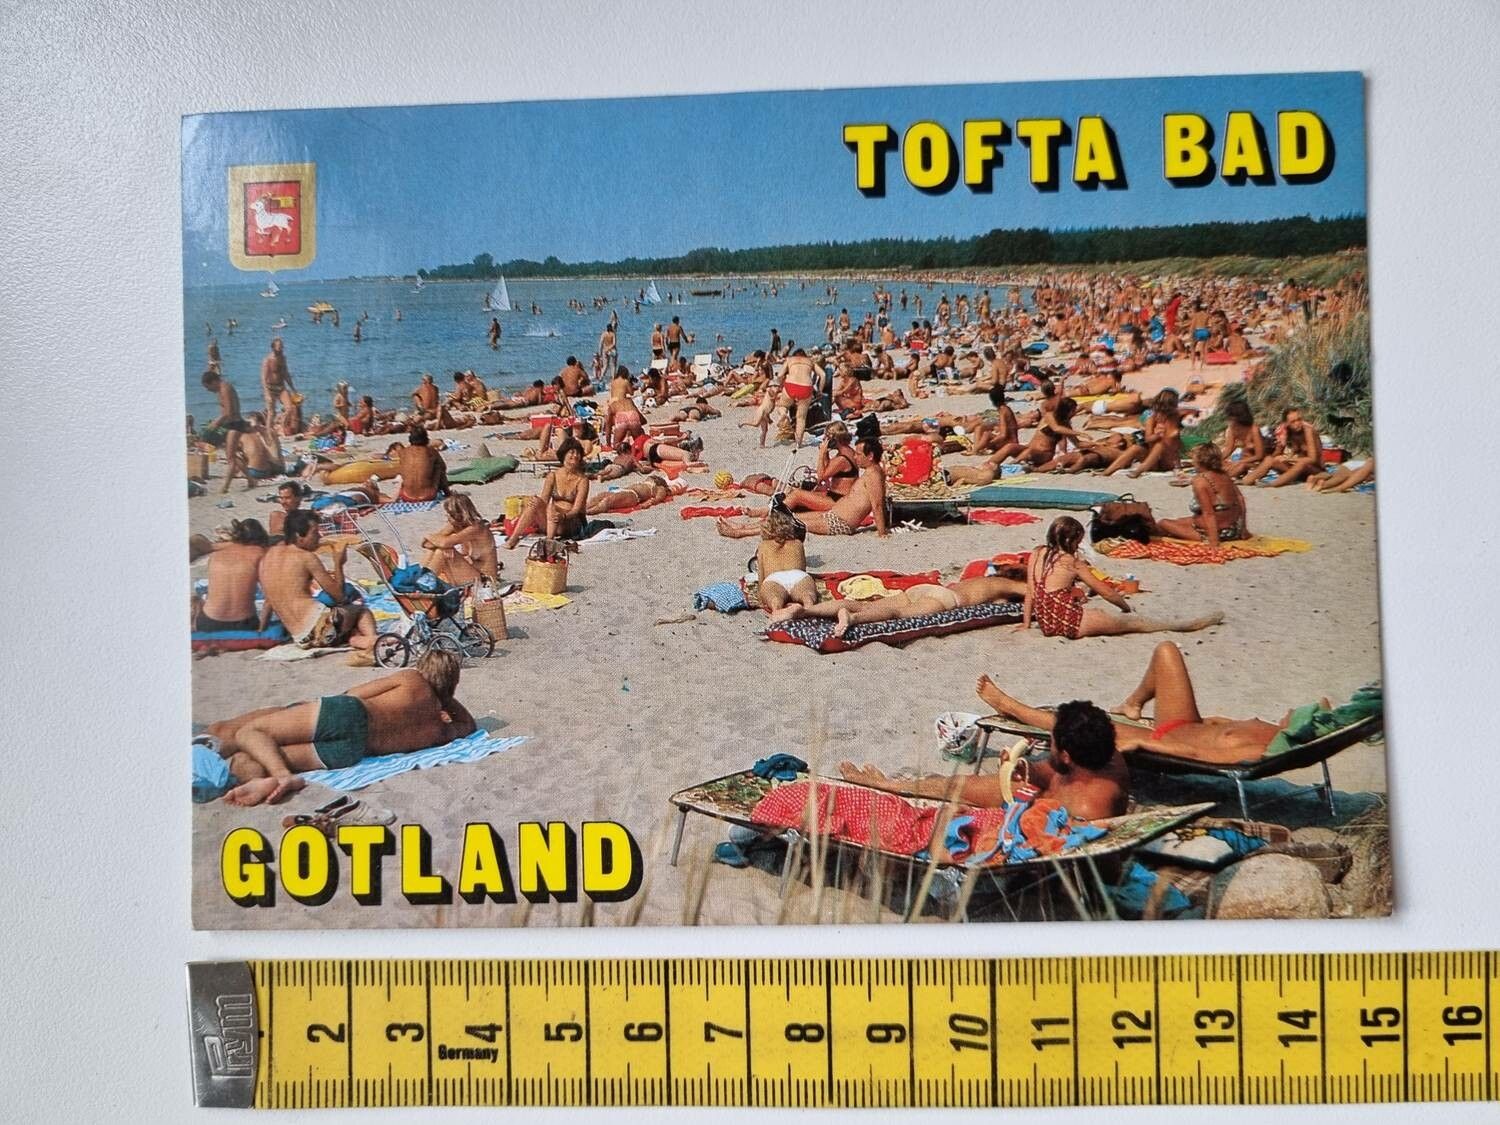 TOFTA BAD
GOTLAND
Prym
2 3 4 5 6 7 8 9 10 11 12 13 14 15 16
Germany